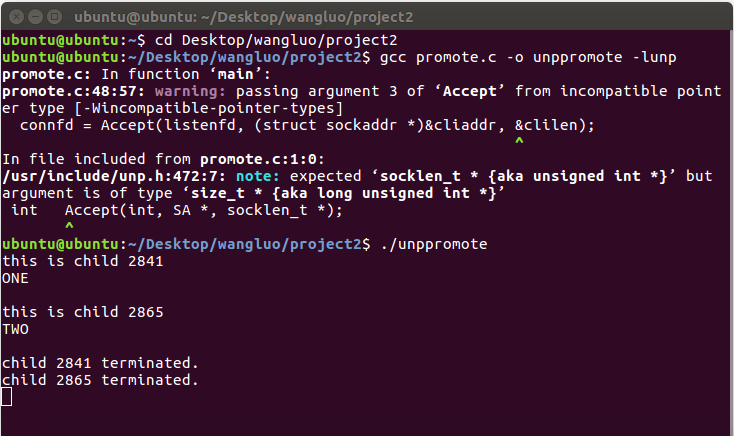 ubuntu@ubuntu: ~/Desktop/wangluo/project2
ubuntu@ubuntu:~$ cd Desktop/wangluo/project2
ubuntu@ubuntu:~/Desktop/wangluo/project2$ gcc promote.c -o unppromote -lunp
promote.c: In function ‘main’:
promote.c:48:57: warning: passing argument 3 of ‘Accept’ from incompatible point
er type [-Wincompatible-pointer-types]
  connfd = Accept(listenfd, (struct sockaddr *)&cliaddr, &clilen);
                                                         ^
In file included from promote.c:1:0:
/usr/include/unp.h:472:7: note: expected ‘socklen_t * {aka unsigned int *}’ but
argument is of type ‘size_t * {aka long unsigned int *}’
 int   Accept(int, SA *, socklen_t *);
       ^
ubuntu@ubuntu:~/Desktop/wangluo/project2$ ./unppromote
this is child 2841
ONE
this is child 2865
TWO
child 2841 terminated.
child 2865 terminated.